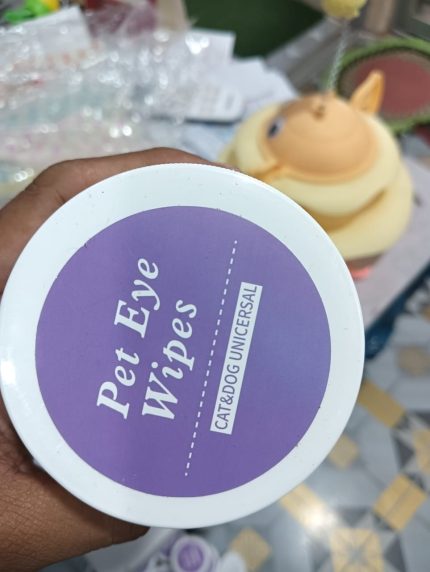 Pet Eye
Wipes
CAT&DOG UNICERSAL